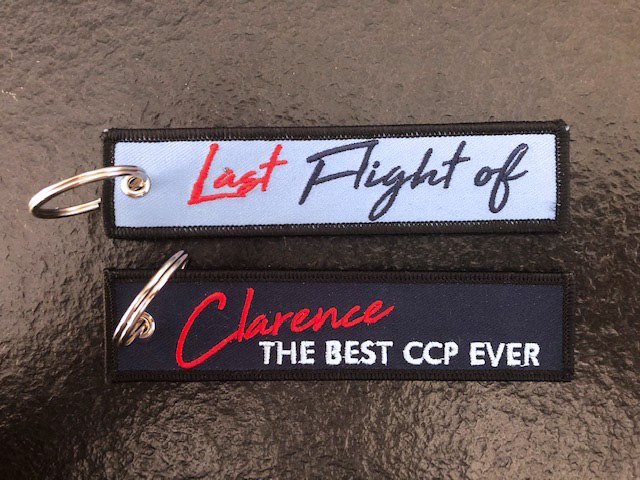 Last Flight of
Clarence
THE BEST CCP EVER